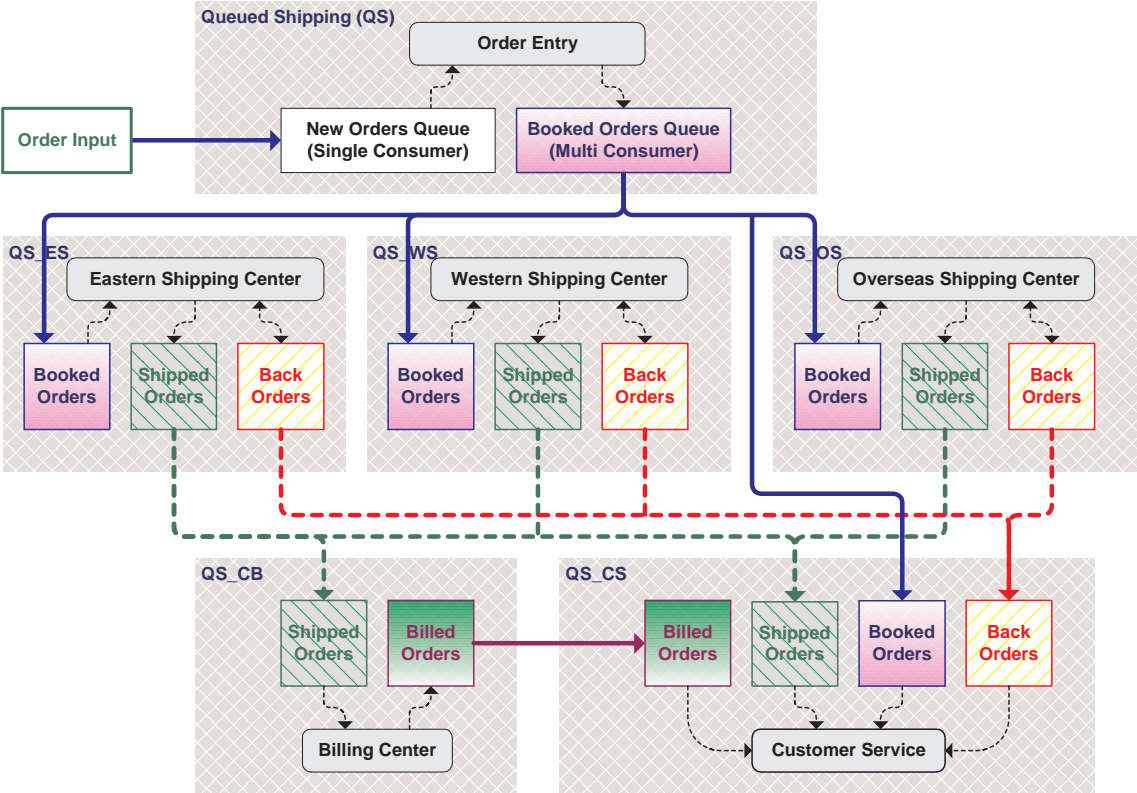 Queued Shipping (QS)
Order Entry
Order Input
New Orders Queue
(Single Consumer)
Booked Orders Queue
(Multi Consumer)
QS_ES
Eastern Shipping Center
Booked
Orders
Shipped
Orders
Back
Orders
QS_WS
Western Shipping Center
Booked
Orders
Shipped
Orders
Back
Orders
QS_OS
Overseas Shipping Center
Booked
Orders
Shipped
Orders
Back
Orders
QS_CB
Shipped
Orders
Billed
Orders
Billing Center
QS_CS
Billed
Orders
Shipped
Orders
Booked
Orders
Back
Orders
Customer Service